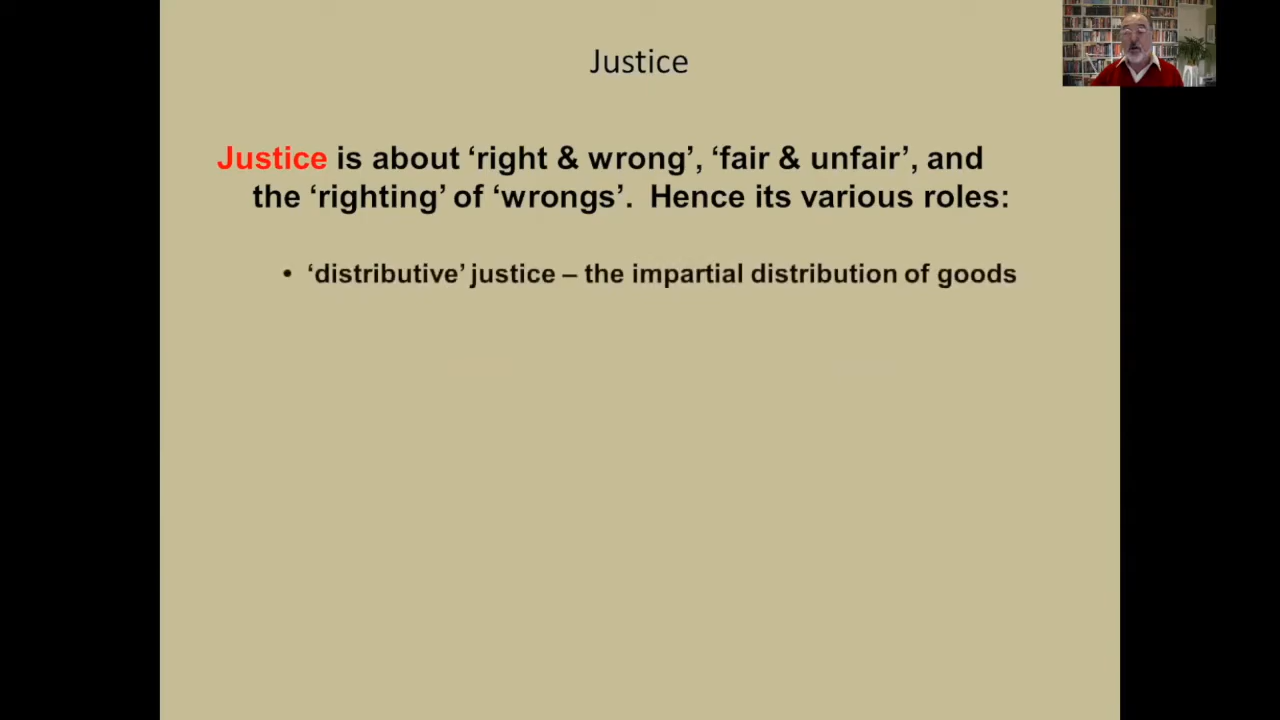 Justice
Justice is about ‘right & wrong’, ‘fair & unfair’, and
the ‘righting’ of ‘wrongs’.  Hence its various roles:
• ‘distributive’ justice – the impartial distribution of goods